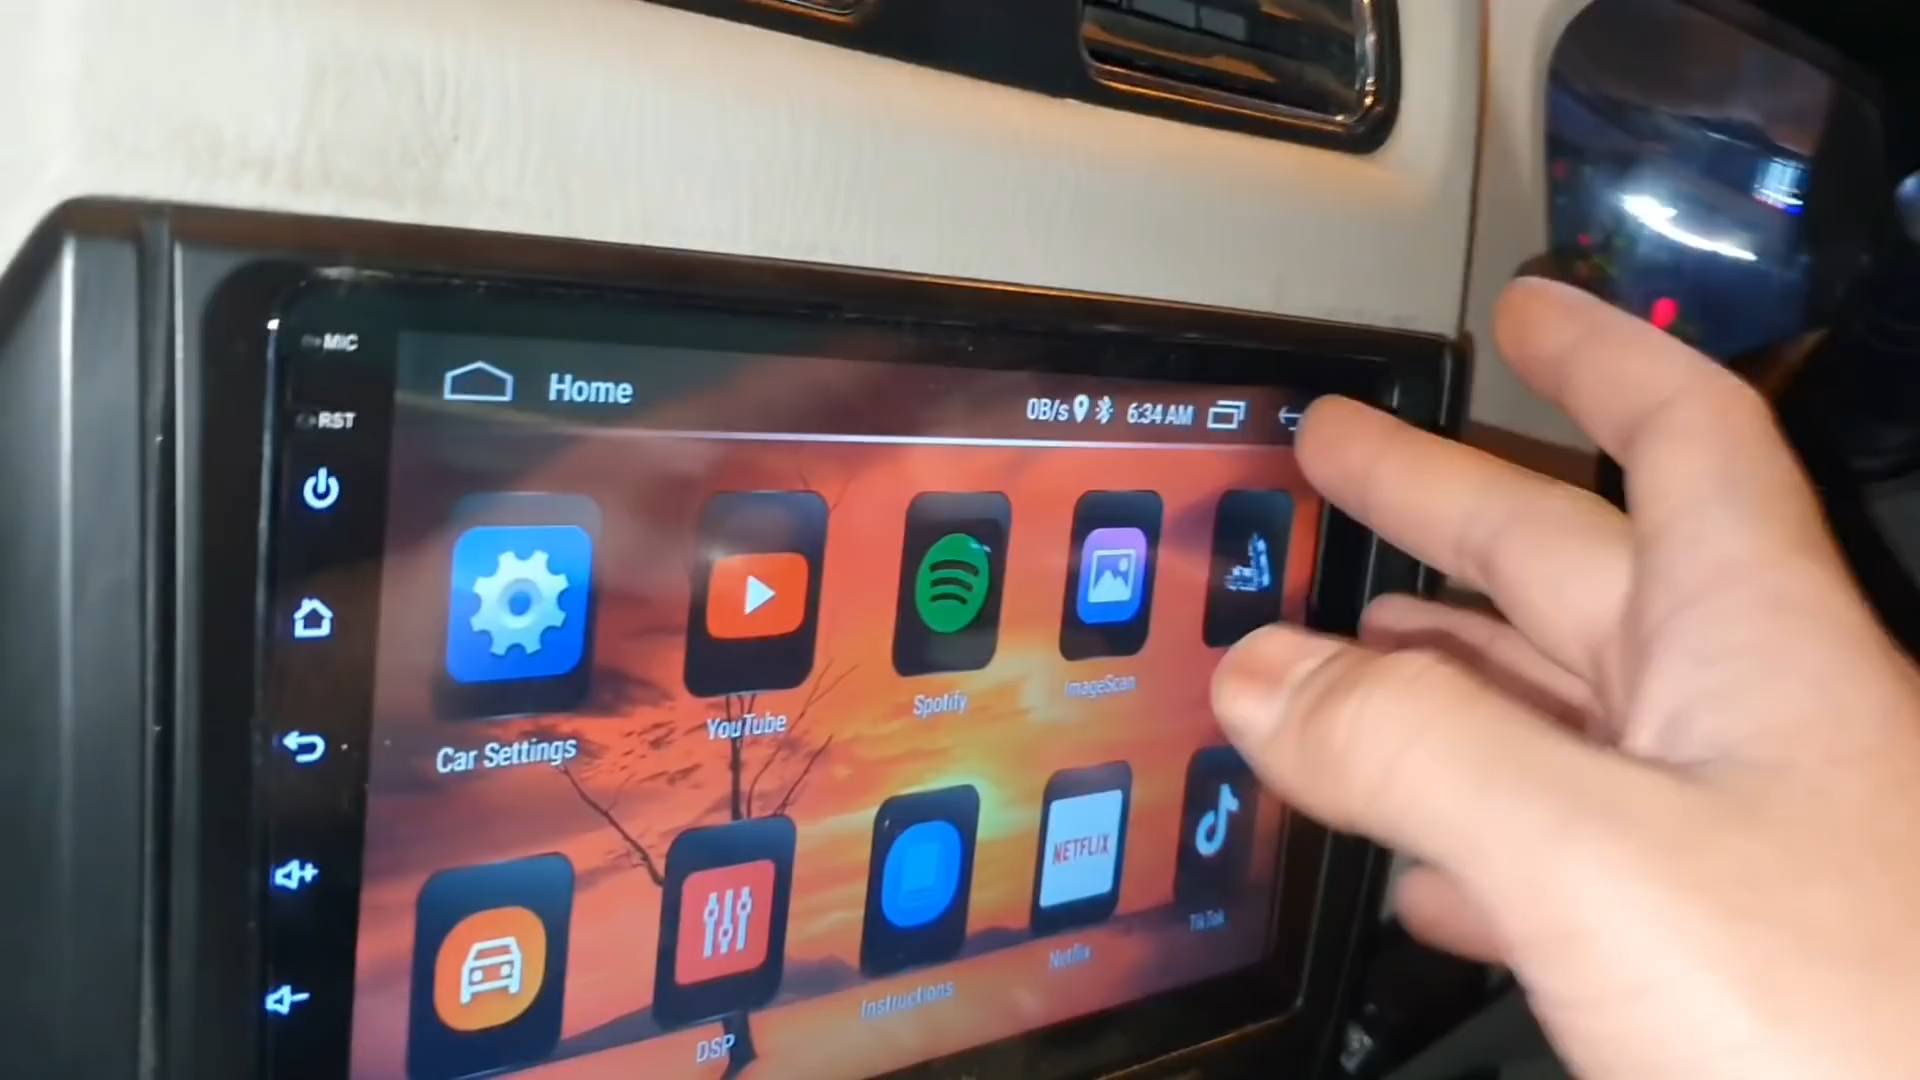 MIC
RST
Home
0B/s 6:34 AM
Car Settings
YouTube
Spotify
ImageScan
DSP
Instructions
NETFLIX
Netflix
TikTok